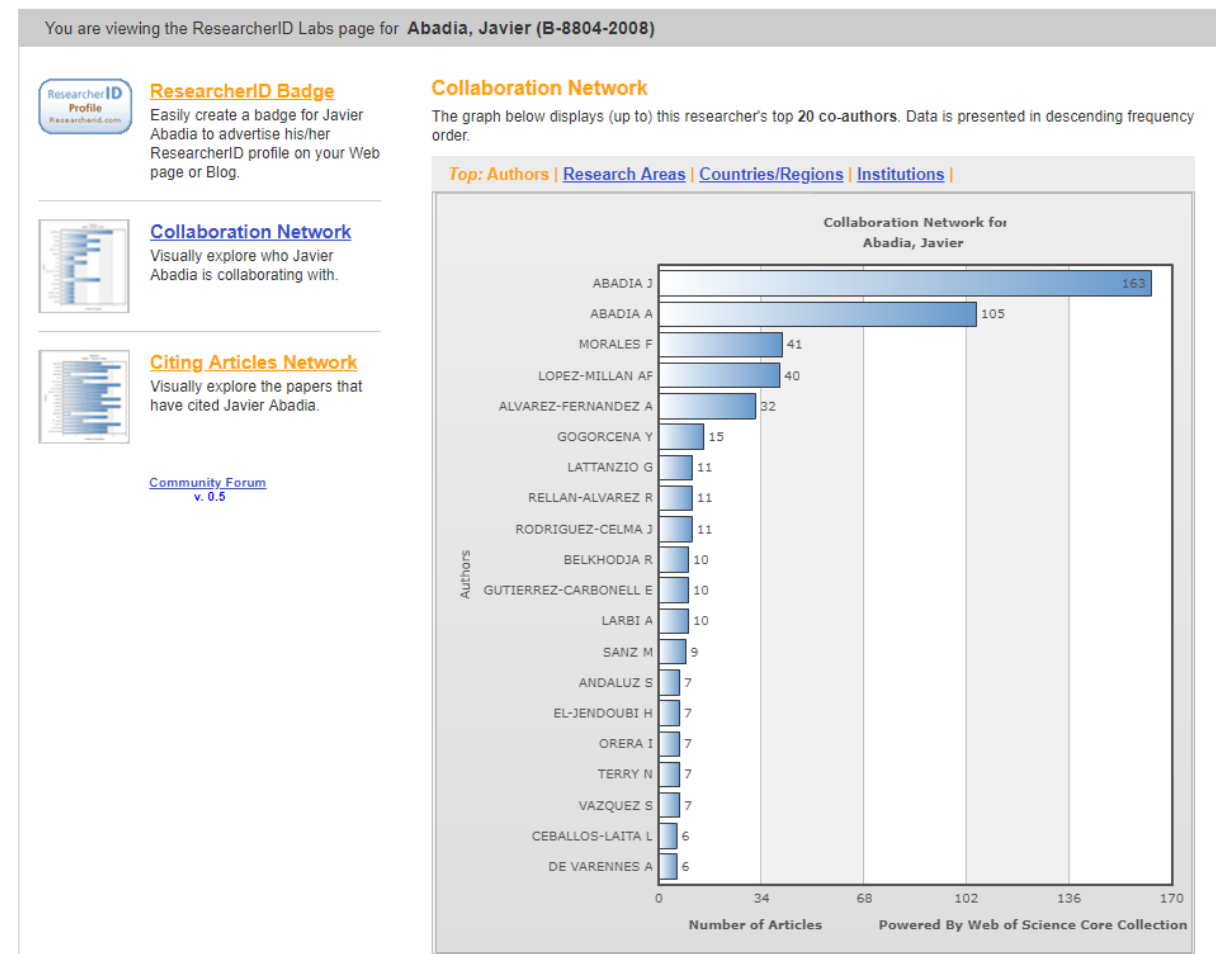 You are viewing the ResearcherID Labs page for Abadia, Javier (B-8804-2008)
ResearcherID
Profile
Researcherid.com
ResearcherID Badge
Easily create a badge for Javier
Abadia to advertise his/her
ResearcherID profile on your Web
page or Blog.
Collaboration Network
Visually explore who Javier
Abadia is collaborating with.
Citing Articles Network
Visually explore the papers that
have cited Javier Abadia.
Community Forum
v. 0.5
Collaboration Network
The graph below displays (up to) this researcher's top 20 co-authors. Data is presented in descending frequency
order.
Top: Authors | Research Areas | Countries/Regions | Institutions |
Collaboration Network for
Abadia, Javier
Authors
ABADIA J 163
ABADIA A 105
MORALES F 41
LOPEZ-MILLAN AF 40
ALVAREZ-FERNANDEZ A 32
GOGORCENA Y 15
LATTANZIO G 11
RELLAN-ALVAREZ R 11
RODRIGUEZ-CELMA J 11
BELKHODJA R 10
GUTIERREZ-CARBONELL E 10
LARBI A 10
SANZ M 9
ANDALUZ S 7
EL-JENDOUBI H 7
ORERA I 7
TERRY N 7
VAZQUEZ S 7
CEBALLOS-LAITA L 6
DE VARENNES A 6
0 34 68 102 136 170
Number of Articles Powered By Web of Science Core Collection